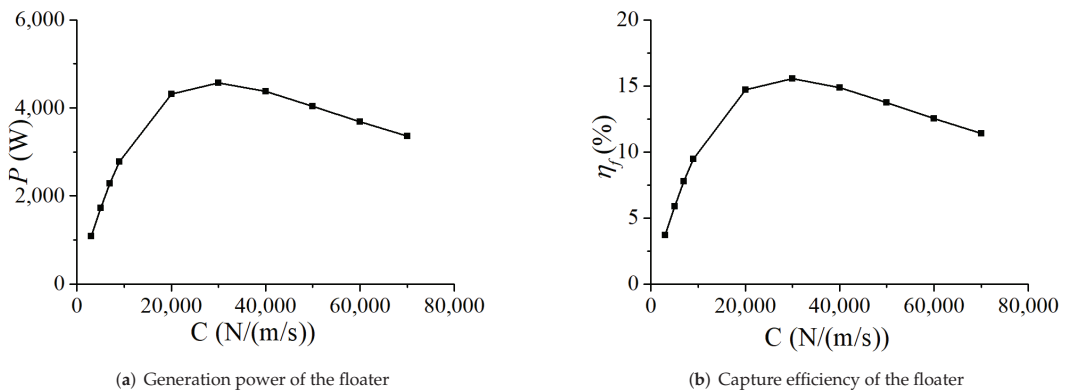 6,000
4,000
2,000
0
P (W)
0 20,000 40,000 60,000 80,000
C (N/(m/s))
(a) Generation power of the floater
20
15
10
5
0
η_f (%)
0 20,000 40,000 60,000 80,000
C (N/(m/s))
(b) Capture efficiency of the floater